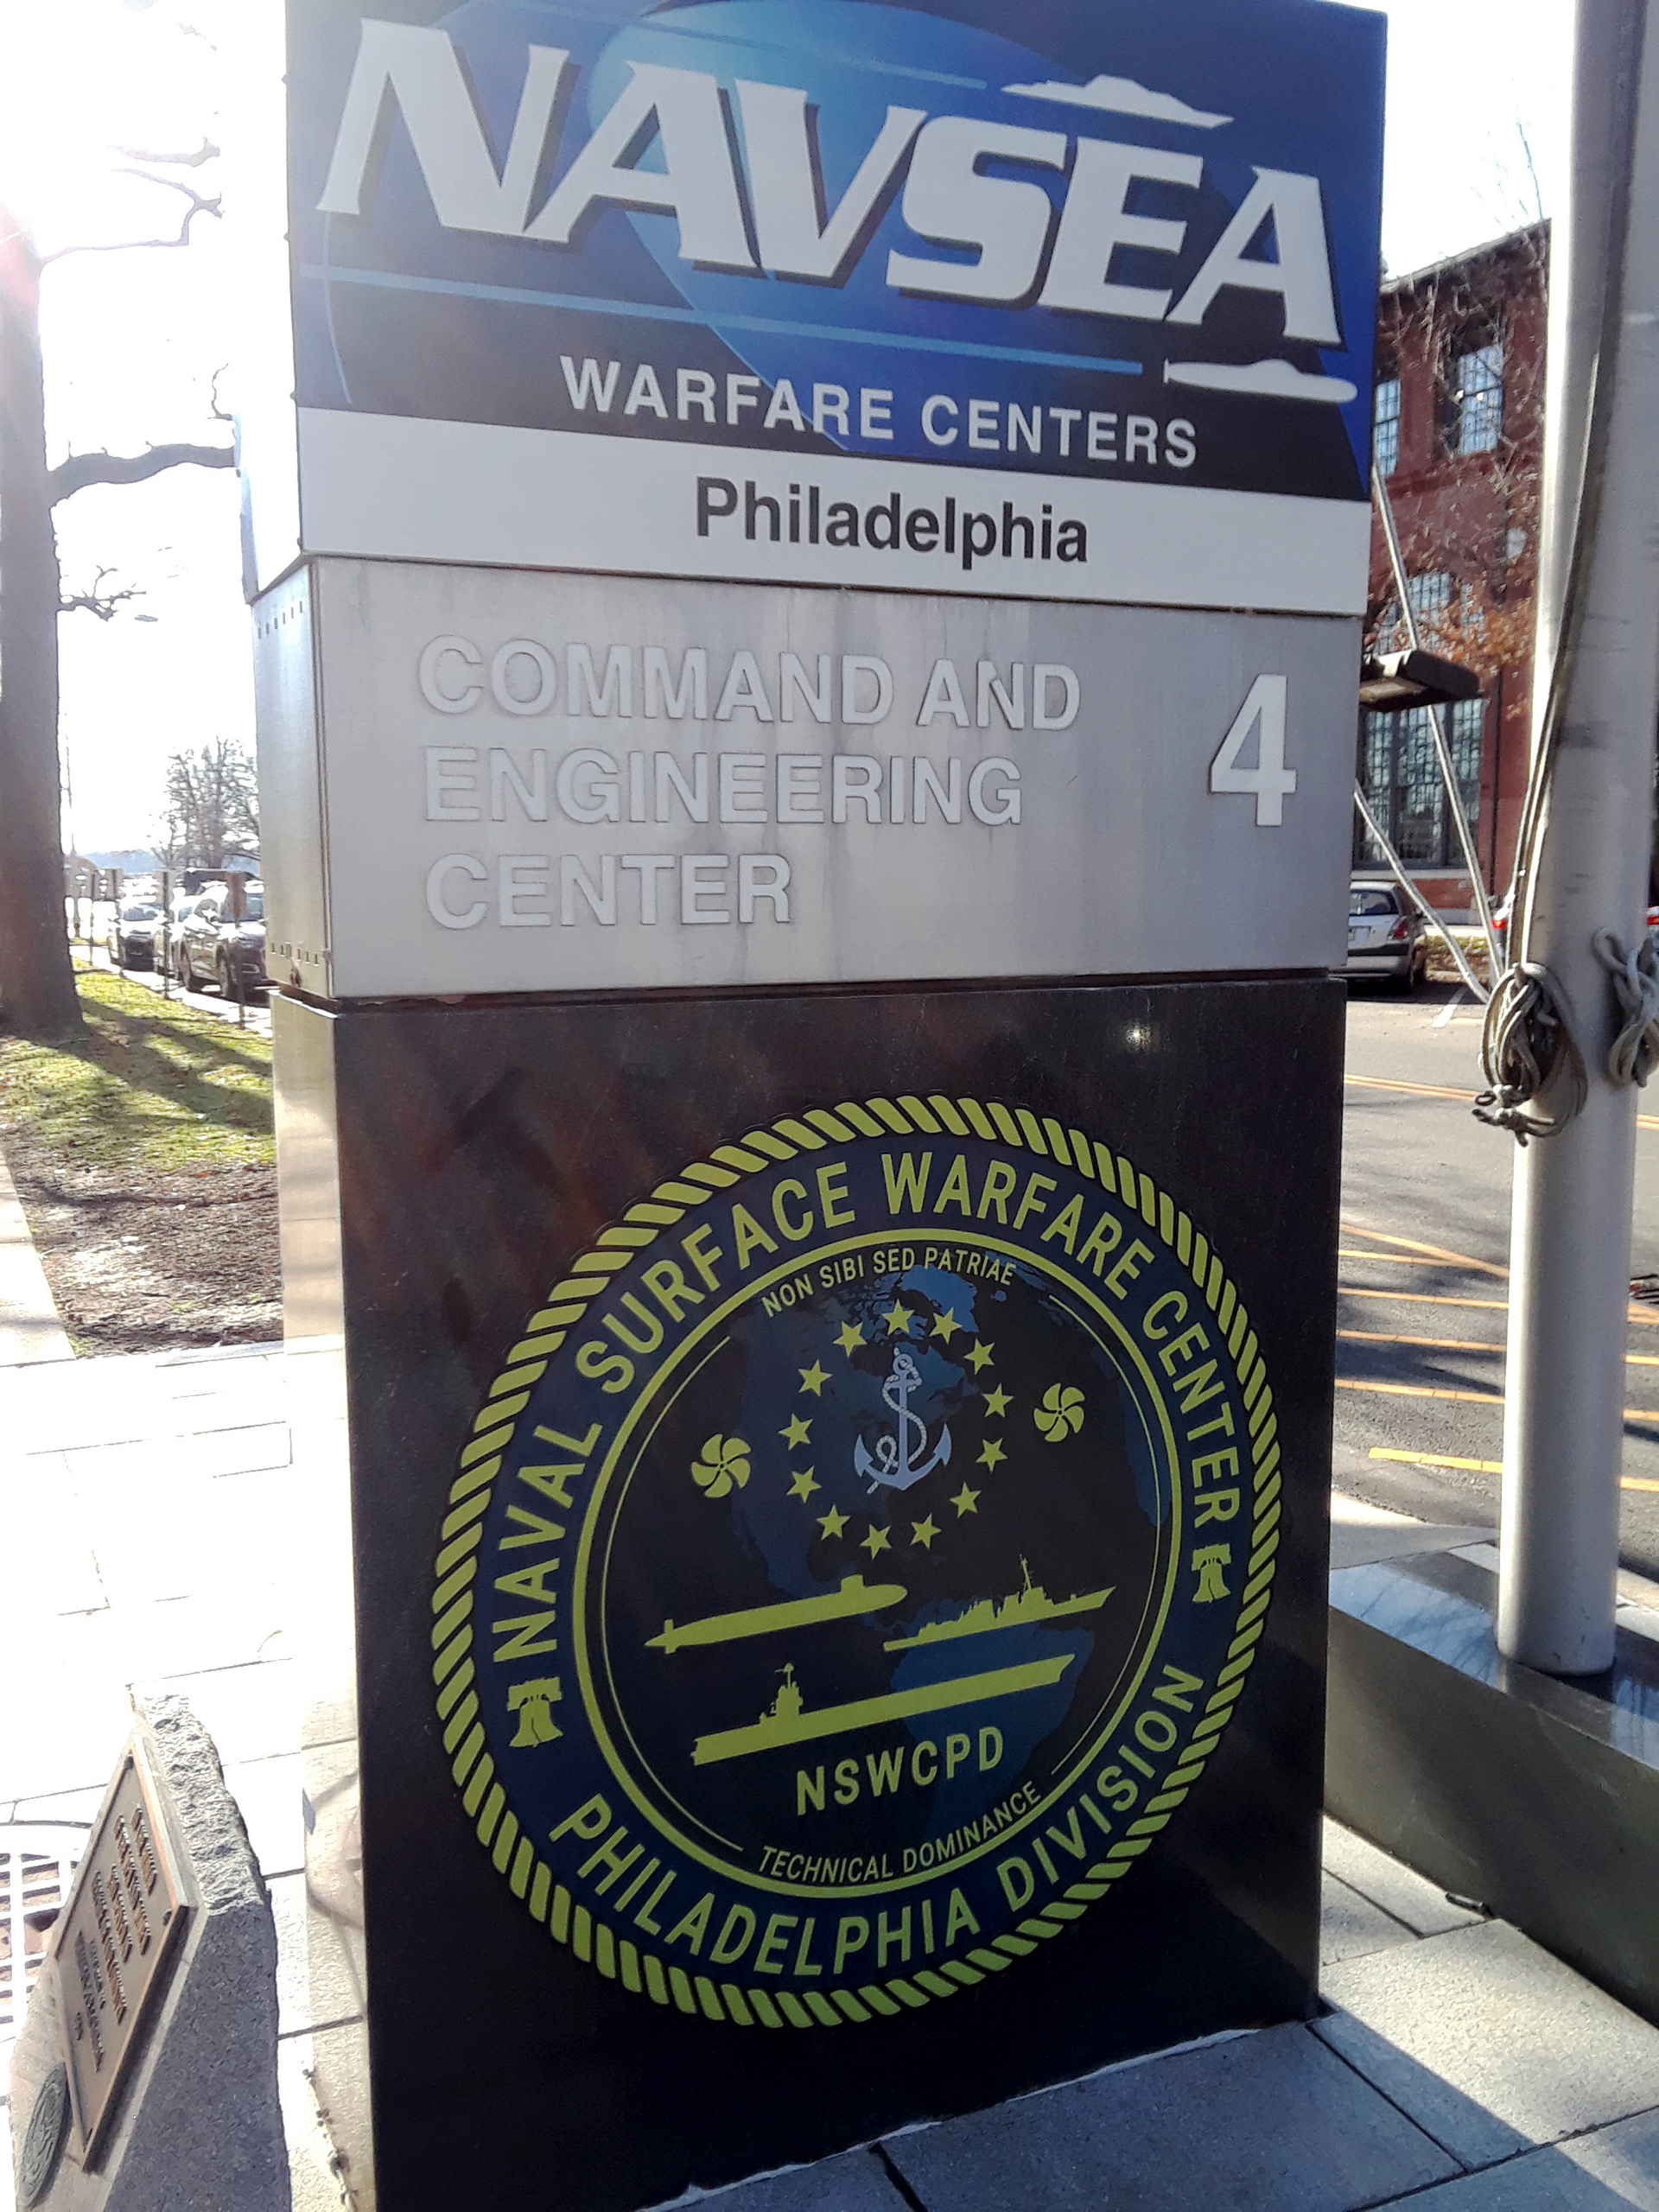 NAVSEA
WARFARE CENTERS
Philadelphia
COMMAND AND
ENGINEERING
CENTER
4
NAVAL SURFACE WARFARE CENTER
NON SIBI SED PATRIAE
NSWCPD
TECHNICAL DOMINANCE
PHILADELPHIA DIVISION